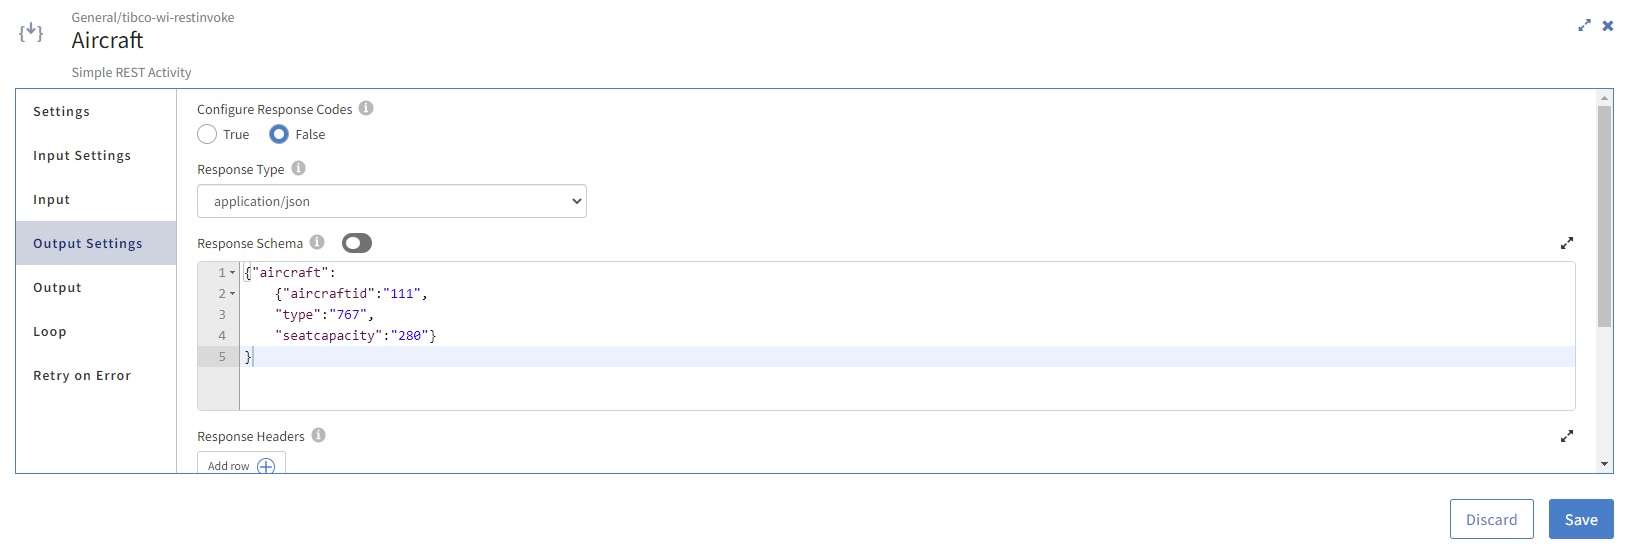 General/tibco-wi-restinvoke
Aircraft
Simple REST Activity
Settings
Input Settings
Input
Output Settings
Output
Loop
Retry on Error
Configure Response Codes
True False
Response Type
application/json
Response Schema
1 {"aircraft":
2 {"aircraftid":"111",
3 "type":"767",
4 "seatcapacity":"280"}
5 }
Response Headers
Add row
Discard Save